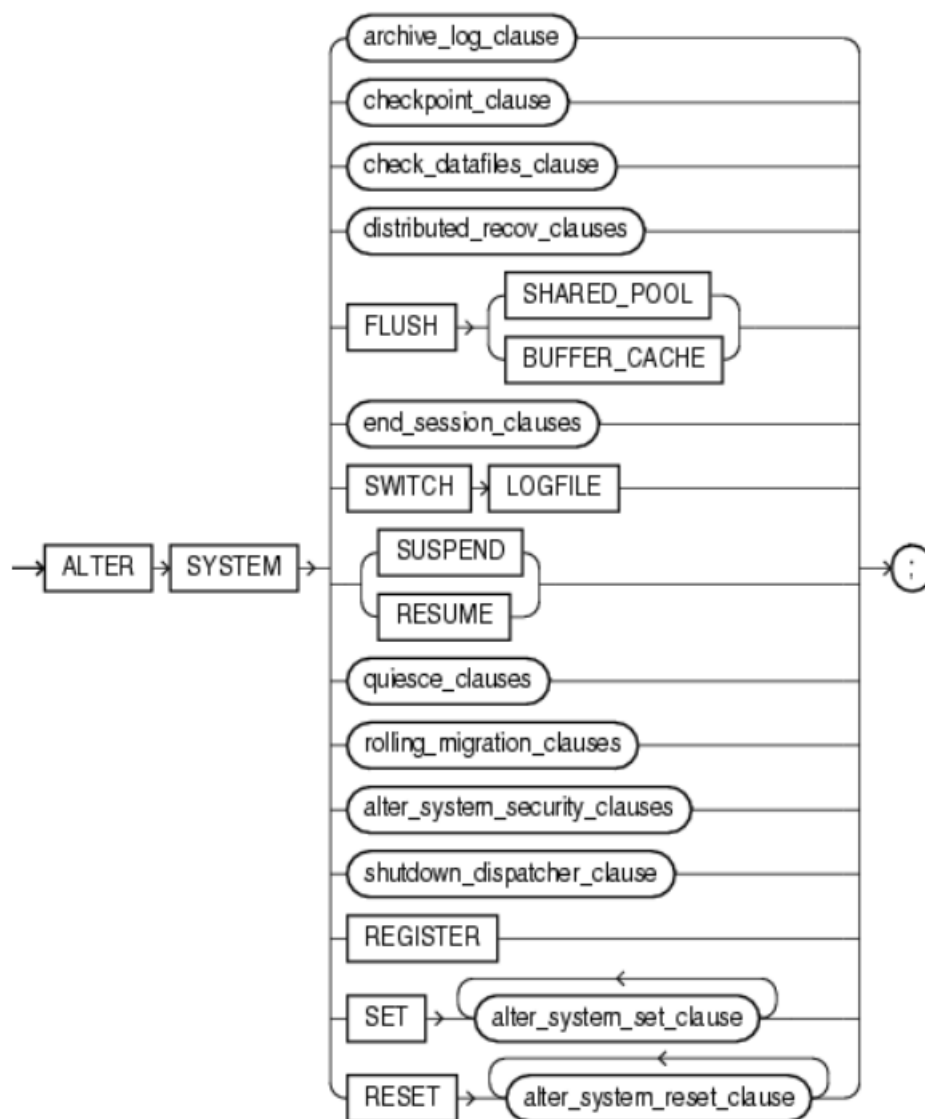 archive_log_clause
checkpoint_clause
check_datafiles_clause
distributed_recov_clauses
SHARED_POOL
FLUSH
BUFFER_CACHE
end_session_clauses
SWITCH LOGFILE
SUSPEND
ALTER SYSTEM ;
RESUME
quiesce_clauses
rolling_migration_clauses
alter_system_security_clauses
shutdown_dispatcher_clause
REGISTER
SET alter_system_set_clause
RESET alter_system_reset_clause